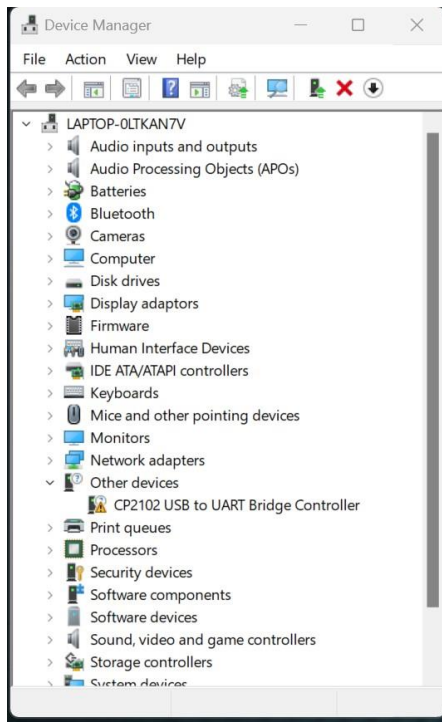 Device Manager
File Action View Help
LAPTOP-0LTKAN7V
Audio inputs and outputs
Audio Processing Objects (APOs)
Batteries
Bluetooth
Cameras
Computer
Disk drives
Display adaptors
Firmware
Human Interface Devices
IDE ATA/ATAPI controllers
Keyboards
Mice and other pointing devices
Monitors
Network adapters
Other devices
CP2102 USB to UART Bridge Controller
Print queues
Processors
Security devices
Software components
Software devices
Sound, video and game controllers
Storage controllers
System devices